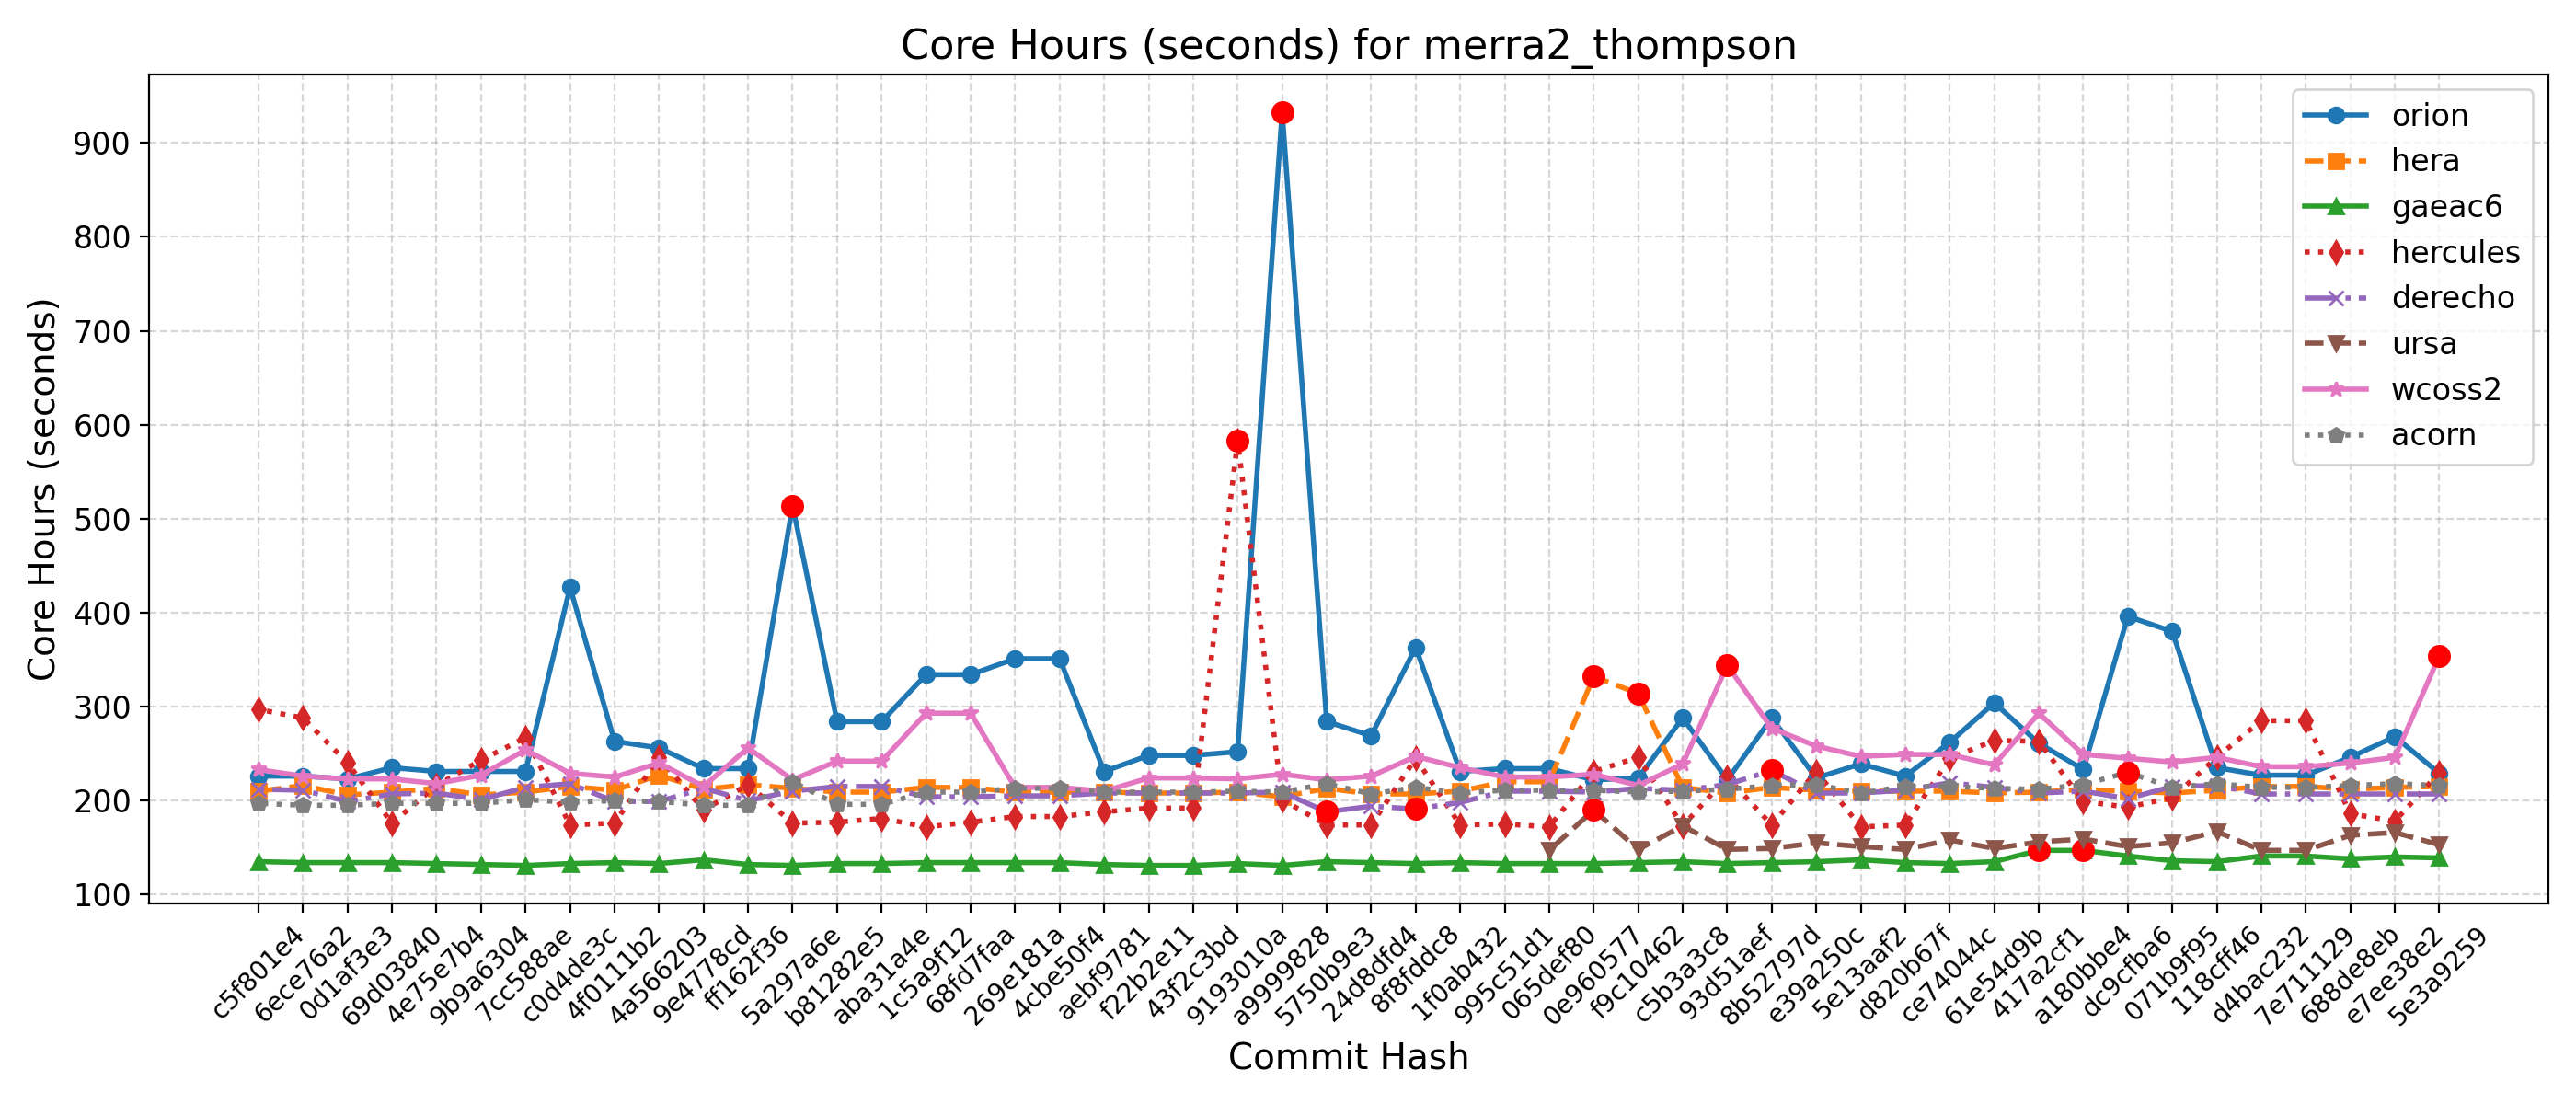 Core Hours (seconds) for merra2_thompson
Core Hours (seconds)
900
800
700
600
500
400
300
200
100
orion
hera
gaeac6
hercules
derecho
ursa
wcoss2
acorn
c5f801e4
6ece76a2
0d1af3e3
69d03840
4e75e7b4
9b9a6304
7cc588ae
c0d4de3c
4f0111b2
4a566203
9e4778cd
ff162f36
5a297a6e
b81282e5
aba31a4e
1c5a9f12
68fd7faa
269e181a
4cbe50f4
aebf9781
f22b2e11
43f2c3bd
9193010a
a9999828
5750b9e3
24d8dfd4
8f8fddc8
1f0ab432
995c51d1
065def80
0e960577
f9c10462
c5b3a3c8
93d51aef
8b52797d
e39a250c
5e13aaf2
d820b67f
ce74044c
61e54d9b
417a2cf1
a180bbe4
dc9cfba6
071b9f95
118cff46
d4bac232
7e711129
688de8eb
e7ee38e2
5e3a9259
Commit Hash